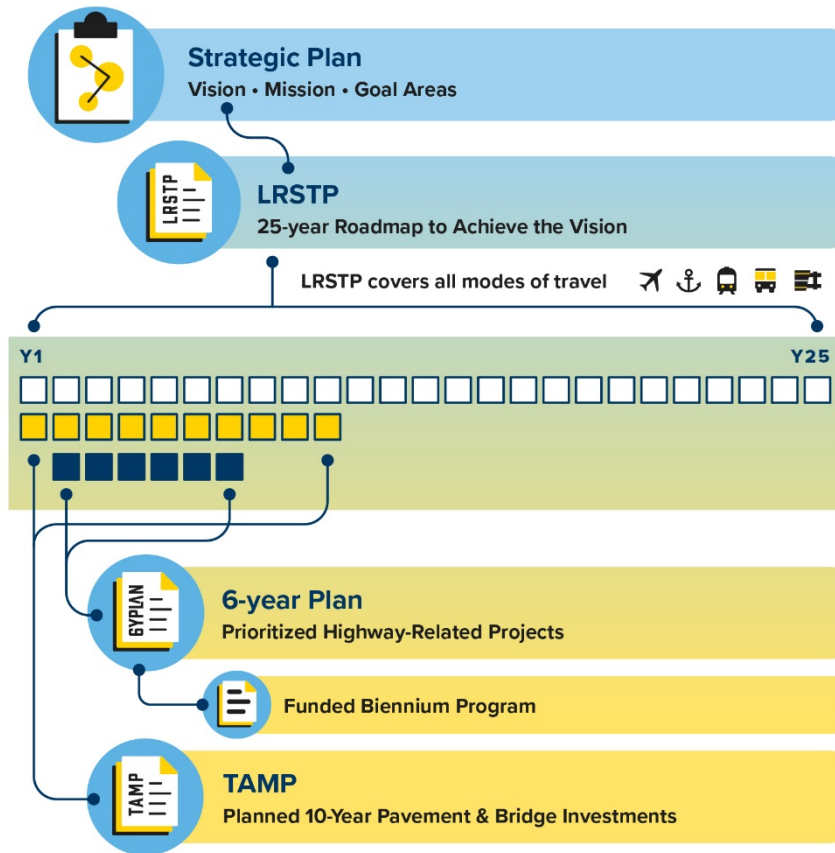 Strategic Plan
Vision • Mission • Goal Areas
LRSTP
LRSTP
25-year Roadmap to Achieve the Vision
LRSTP covers all modes of travel
Y1
Y25
6YPLAN
6-year Plan
Prioritized Highway-Related Projects
Funded Biennium Program
TAMP
TAMP
Planned 10-Year Pavement & Bridge Investments